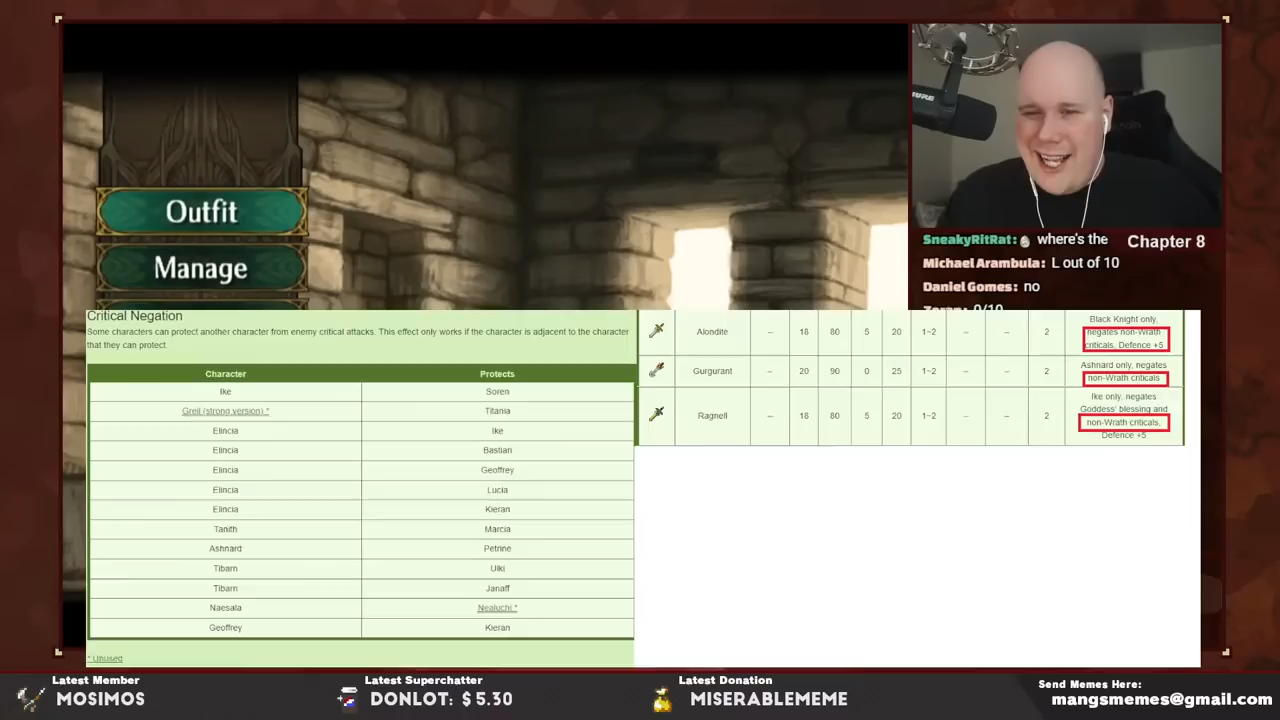 Outfit
Manage
SneakyRitRat: where's the
Chapter 8
Michael Arambula: L out of 10
Daniel Gomes: no
Critical Negation
Some characters can protect another character from enemy critical attacks. This effect only works if the character is adjacent to the character
that they can protect.
Character Protects
Ike Soren
Greil (strong version) * Titania
Elincia Ike
Elincia Bastian
Elincia Geoffrey
Elincia Lucia
Elincia Kieran
Tanith Marcia
Ashnard Petrine
Tibarn Ulki
Tibarn Janaff
Naesala Nealuchi *
Geoffrey Kieran
* Unused
Alondite – 18 80 5 20 1~2 – – 2 Black Knight only,
negates non-Wrath
criticals, Defence +5
Gurgurant – 20 90 0 25 1~2 – – 2 Ashnard only, negates
non-Wrath criticals
Ragnell – 18 80 5 20 1~2 – – 2 Ike only, negates
Goddess' blessing and
non-Wrath criticals,
Defence +5
Latest Member
MOSIMOS
Latest Superchatter
DONLOT: $ 5.30
Latest Donation
MISERABLEMEME
Send Memes Here:
mangsmemes@gmail.com